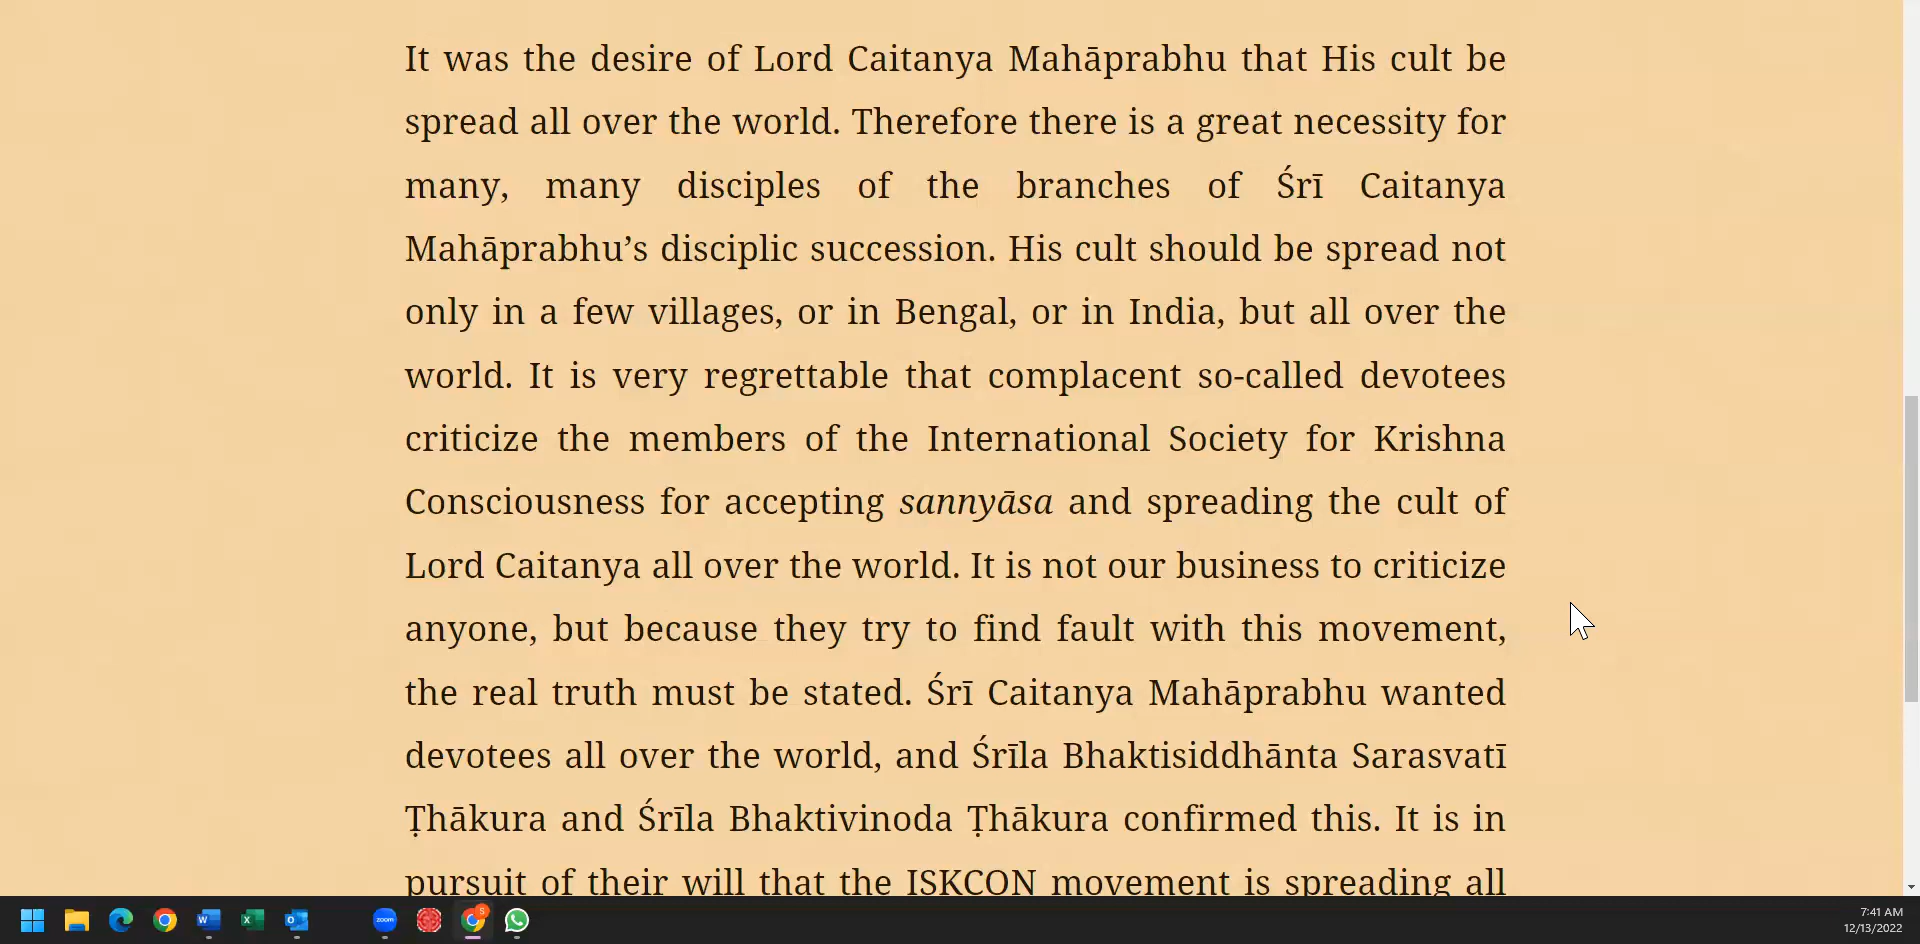 It was the desire of Lord Caitanya Mahāprabhu that His cult be
spread all over the world. Therefore there is a great necessity for
many, many disciples of the branches of Śrī Caitanya
Mahāprabhu’s disciplic succession. His cult should be spread not
only in a few villages, or in Bengal, or in India, but all over the
world. It is very regrettable that complacent so-called devotees
criticize the members of the International Society for Krishna
Consciousness for accepting sannyāsa and spreading the cult of
Lord Caitanya all over the world. It is not our business to criticize
anyone, but because they try to find fault with this movement,
the real truth must be stated. Śrī Caitanya Mahāprabhu wanted
devotees all over the world, and Śrīla Bhaktisiddhānta Sarasvatī
Ṭhākura and Śrīla Bhaktivinoda Ṭhākura confirmed this. It is in
pursuit of their will that the ISKCON movement is spreading all
W X O zoom S
7:41 AM
12/13/2022